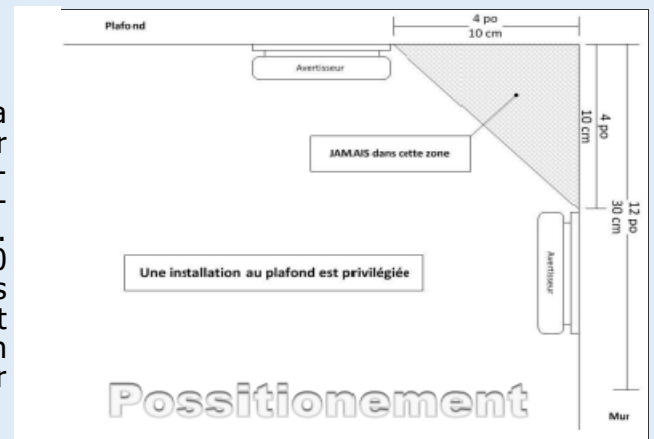 Plafond
4 po
10 cm
Avertisseur
JAMAIS dans cette zone
4 po
10 cm
12 po
30 cm
Avertisseur
Une installation au plafond est privilégiée
Possitionement
Mur
a
r
-
-
.
0
s
t
n
r